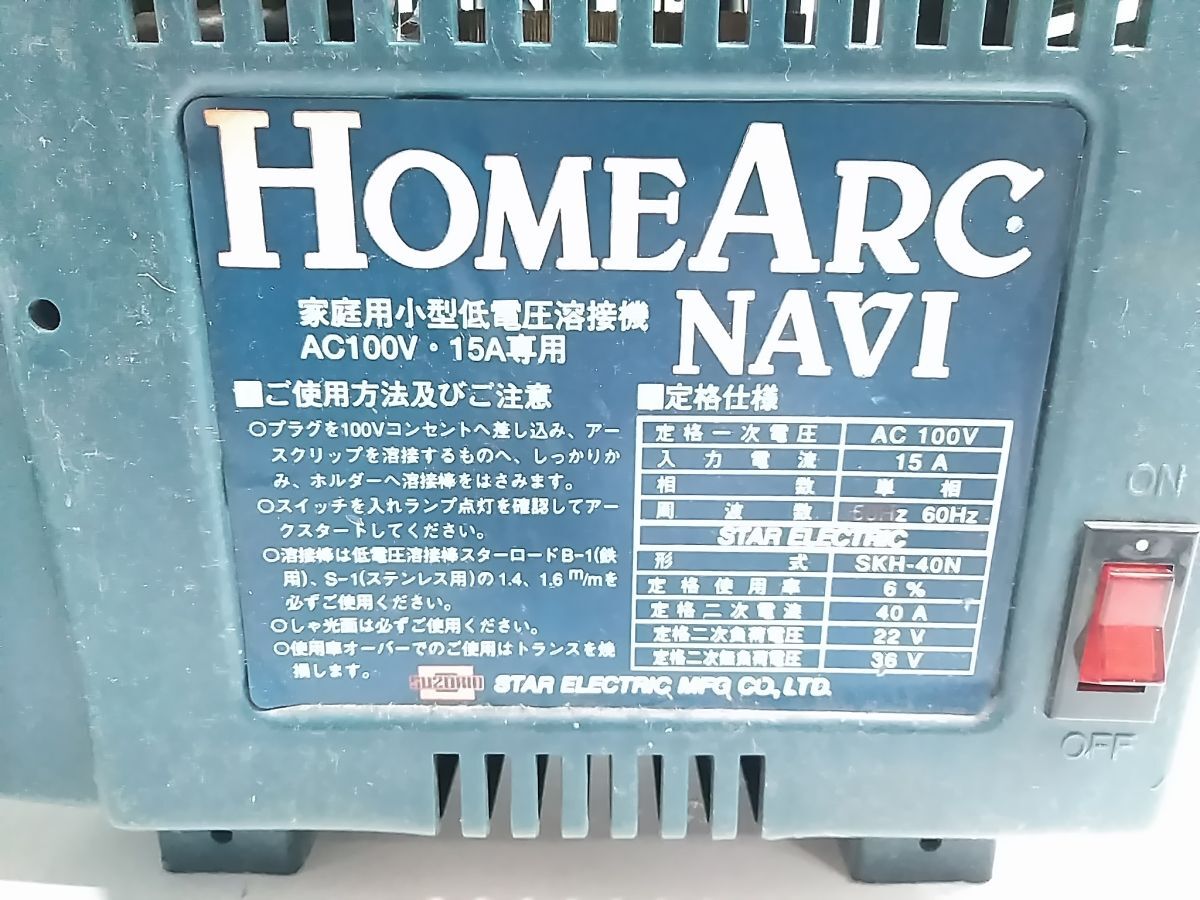 HOMEARC
NAVI
家庭用小型低電圧溶接機
AC100V・15A専用
■ご使用方法及びご注意
○プラグを100Vコンセントへ差し込み、アー
スクリップを溶接するものへ、しっかりか
み、ホルダーへ溶接棒をはさみます。
○スイッチを入れランプ点灯を確認してアー
クスタートしてください。
○溶接棒は低電圧溶接棒スターロードB-1(鉄
用)、S-1(ステンレス用)の1.4、1.6m/mを
必ずご使用ください。
○しゃ光面は必ずご使用ください。
○使用率オーバーでのご使用はトランスを焼
損します。
■定格仕様
定格一次電圧 AC 100V
入力電流 15 A
相数 単相
周波数 60Hz
STAR ELECTRIC
形式 SKH-40N
定格使用率 6 %
定格二次電流 40 A
定格二次負荷電圧 22 V
定格二次無負荷電圧 36 V
SUZUKID STAR ELECTRIC MFG CO.,LTD.
ON
OFF